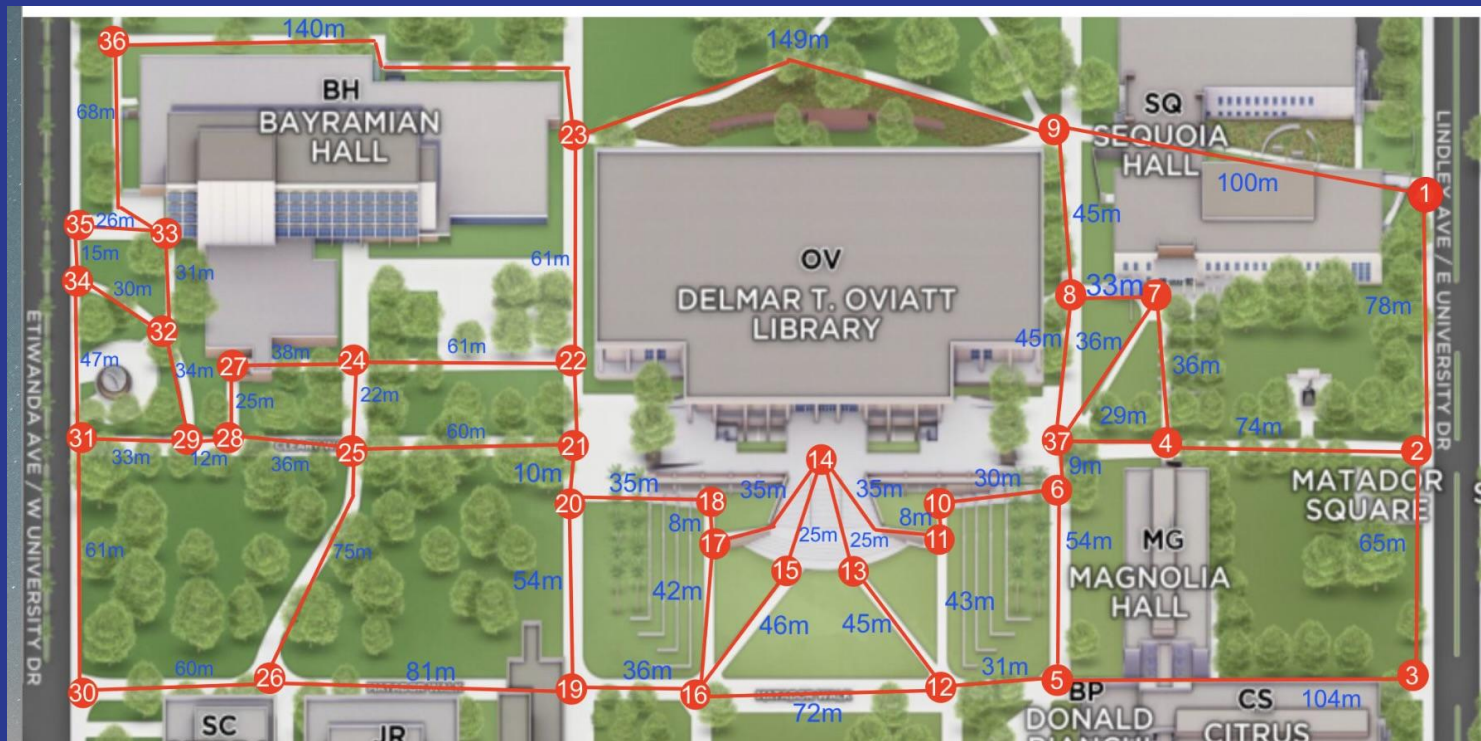 36
140m
149m
BH
BAYRAMIAN
HALL
68m
23
9
SQ
SEQUOIA
HALL
100m
1
LINDLEY AVE / E UNIVERSITY DR
35
26m
33
45m
15m
31m
61m
OV
DELMAR T. OVIATT
LIBRARY
34
30m
8
33m
7
78m
32
45m
36m
36m
ETIWANDA AVE / W UNIVERSITY DR
47m
34m
27
38m
24
61m
22
25m
22m
29m
74m
31
29
28
60m
21
37
4
2
33m
12m
36m
25
10m
14
9m
MATADOR
SQUARE
35m
18
35m
35m
10
30m
6
20
8m
8m
17
25m
25m
11
54m
MG
65m
61m
75m
15
13
MAGNOLIA
HALL
54m
42m
46m
45m
43m
60m
26
81m
36m
31m
30
19
16
MATADOR WALK
12
5
3
72m
BP
CS
104m
SC
JR
DONALD
CITRUS